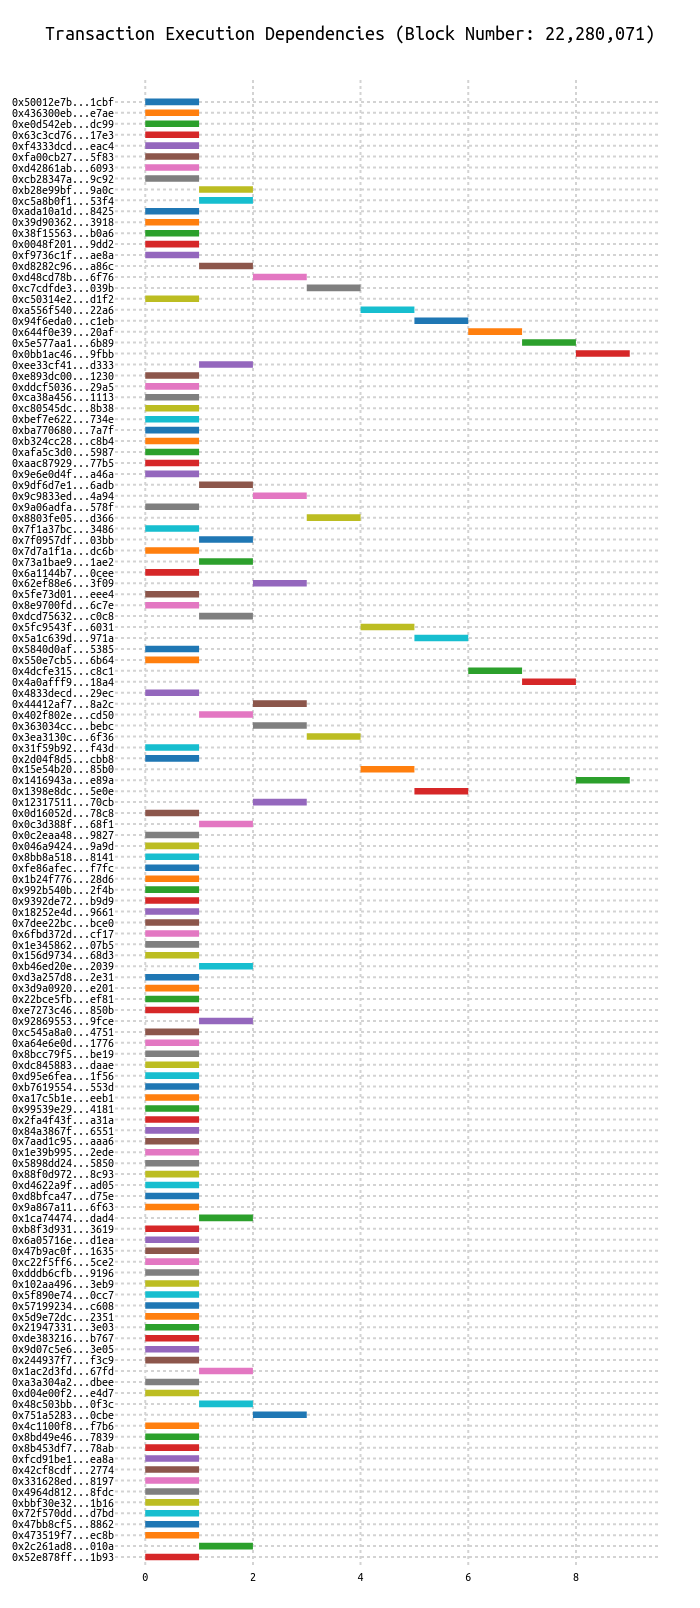 Transaction Execution Dependencies (Block Number: 22,280,071)
0x50012e7b...1cbf
0x436300eb...e7ae
0xe0d542eb...dc99
0x63c3cd76...17e3
0xf4333dcd...eac4
0xfa00cb27...5f83
0xd42861ab...6093
0xcb28347a...9c92
0xb28e99bf...9a0c
0xc5a8b0f1...53f4
0xada10a1d...8425
0x39d90362...3918
0x38f15563...b0a6
0x0048f201...9dd2
0xf9736c1f...ae8a
0xd8282c96...a86c
0xd48cd78b...6f76
0xc7cdfde3...039b
0xc50314e2...d1f2
0xa556f540...22a6
0x94f6eda0...c1eb
0x644f0e39...20af
0x5e577aa1...6b89
0x0bb1ac46...9fbb
0xee33cf41...d333
0xe893dc00...1230
0xddcf5036...29a5
0xca38a456...1113
0xc80545dc...8b38
0xbef7e622...734e
0xba770680...7a7f
0xb324cc28...c8b4
0xafa5c3d0...5987
0xaac87929...77b5
0x9e6e0d4f...a46a
0x9df6d7e1...6adb
0x9c9833ed...4a94
0x9a06adfa...578f
0x8803fe05...d366
0x7f1a37bc...3486
0x7f0957df...03bb
0x7d7a1f1a...dc6b
0x73a1bae9...1ae2
0x6a1144b7...0cee
0x62ef88e6...3f09
0x5fe73d01...eee4
0x8e9700fd...6c7e
0xdcd75632...c0c8
0x5fc9543f...6031
0x5a1c639d...971a
0x5840d0af...5385
0x550e7cb5...6b64
0x4dcfe315...c8c1
0x4a0afff9...18a4
0x4833decd...29ec
0x44412af7...8a2c
0x402f802e...cd50
0x363034cc...bebc
0x3ea3130c...6f36
0x31f59b92...f43d
0x2d04f8d5...cbb8
0x15e54b20...85b0
0x1416943a...e89a
0x1398e8dc...5e0e
0x12317511...70cb
0x0d16052d...78c8
0x0c3d388f...68f1
0x0c2eaa48...9827
0x046a9424...9a9d
0x8bb8a518...8141
0xfe86afec...f7fc
0x1b24f776...28d6
0x992b540b...2f4b
0x9392de72...b9d9
0x18252e4d...9661
0x7dee22bc...bce0
0x6fbd372d...cf17
0x1e345862...07b5
0x156d9734...68d3
0xb46ed20e...2039
0xd3a257d8...2e31
0x3d9a0920...e201
0x22bce5fb...ef81
0xe7273c46...850b
0x92869553...9fce
0xc545a8a0...4751
0xa64e6e0d...1776
0x8bcc79f5...be19
0xdc845883...daae
0xd95e6fea...1f56
0xb7619554...553d
0xa17c5b1e...eeb1
0x99539e29...4181
0x2fa4f43f...a31a
0x84a3867f...6551
0x7aad1c95...aaa6
0x1e39b995...2ede
0x5898dd24...5850
0x88f0d972...8c93
0xd4622a9f...ad05
0xd8bfca47...d75e
0x9a867a11...6f63
0x1ca74474...dad4
0xb8f3d931...3619
0x6a05716e...d1ea
0x47b9ac0f...1635
0xc22f5ff6...5ce2
0xdddb6cfb...9196
0x102aa496...3eb9
0x5f890e74...0cc7
0x57199234...c608
0x5d9e72dc...2351
0x21947331...3e03
0xde383216...b767
0x9d07c5e6...3e05
0x244937f7...f3c9
0x1ac2d3fd...67fd
0xa3a304a2...dbee
0xd04e00f2...e4d7
0x48c503bb...0f3c
0x751a5283...0cbe
0x4c1100f8...f7b6
0x8bd49e46...7839
0x8b453df7...78ab
0xfcd91be1...ea8a
0x42cf8cdf...2774
0x331628ed...8197
0x4964d812...8fdc
0xbbf30e32...1b16
0x72f570dd...d7bd
0x47bb8cf5...8862
0x473519f7...ec8b
0x2c261ad8...010a
0x52e878ff...1b93
0 2 4 6 8